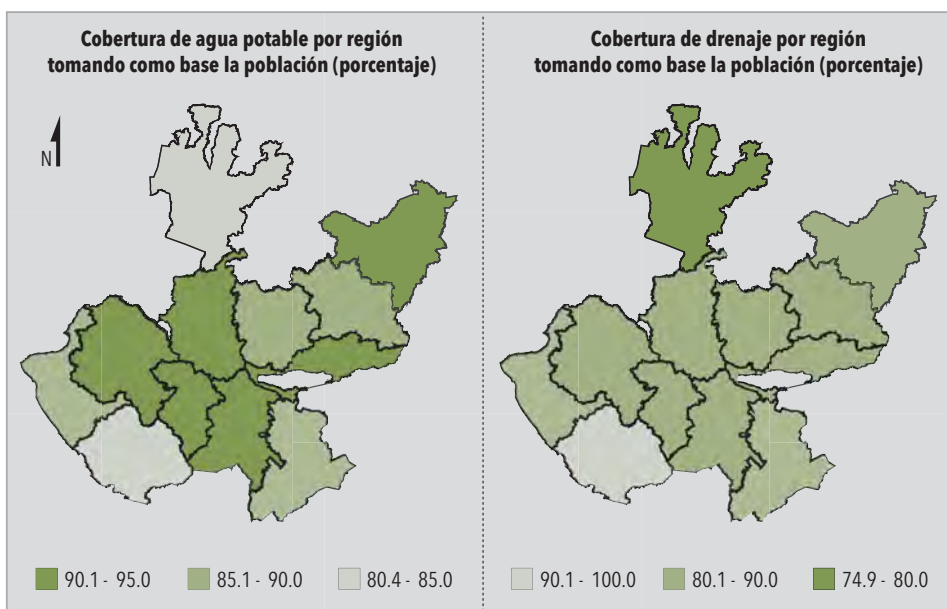 Cobertura de agua potable por región
tomando como base la población (porcentaje)
N
90.1 - 95.0
85.1 - 90.0
80.4 - 85.0
Cobertura de drenaje por región
tomando como base la población (porcentaje)
90.1 - 100.0
80.1 - 90.0
74.9 - 80.0